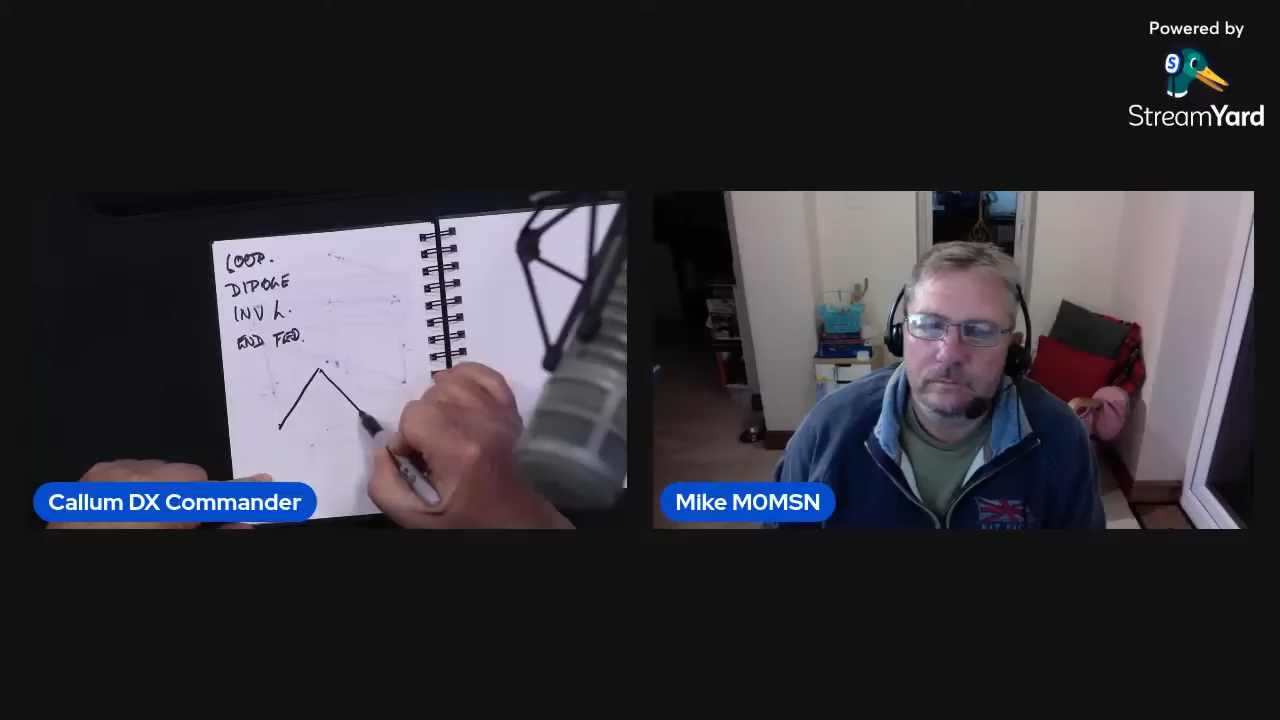 Powered by
S
StreamYard
LOOP.
DIPOLE
INV L.
END FED.
Callum DX Commander
Mike M0MSN